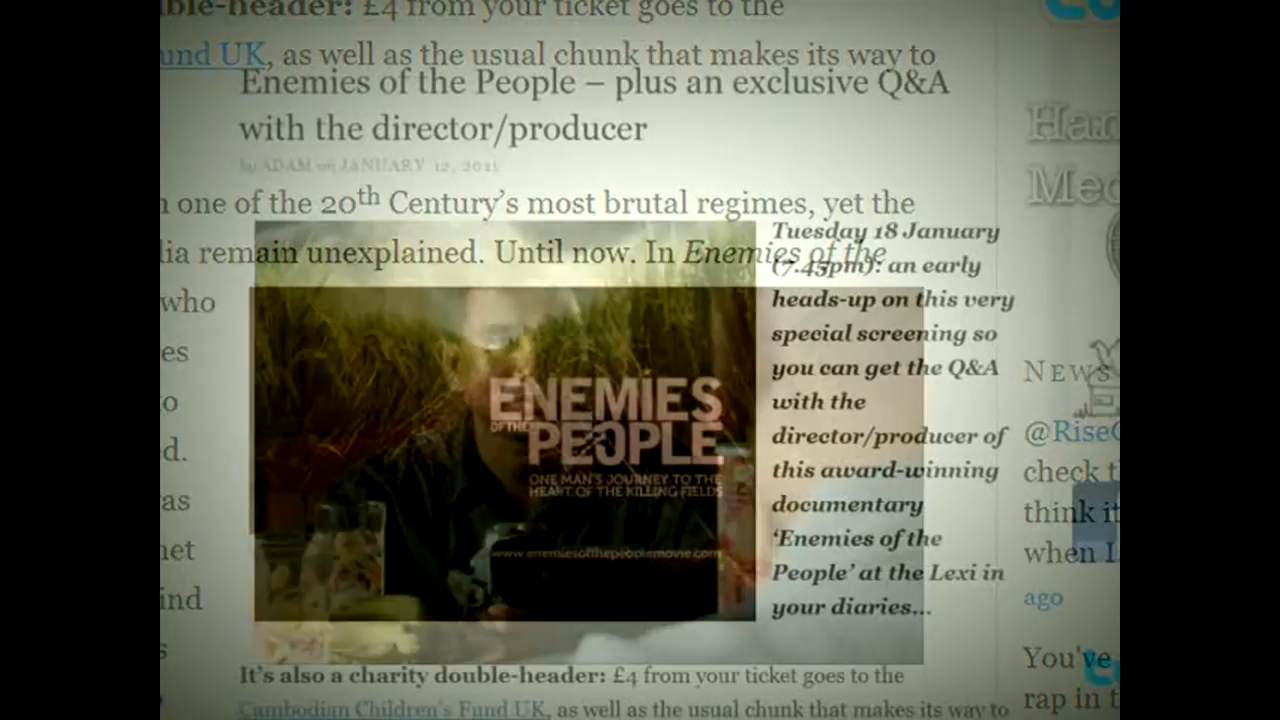 ble-header: £4 from your ticket goes to the
und UK, as well as the usual chunk that makes its way to
Enemies of the People – plus an exclusive Q&A
with the director/producer
by ADAM on JANUARY 12, 2011
n one of the 20th Century's most brutal regimes, yet the
dia remain unexplained. Until now. In Enemies of the
who
es
o
d.
as
net
ind
s
ENEMIES
OF THE
PEOPLE
ONE MAN'S JOURNEY TO THE
HEART OF THE KILLING FIELDS
www.enemiesofthepeoplemovie.com
Tuesday 18 January
(7.45pm): an early
heads-up on this very
special screening so
you can get the Q&A
with the
director/producer of
this award-winning
documentary
'Enemies of the
People' at the Lexi in
your diaries...
It's also a charity double-header: £4 from your ticket goes to the
Cambodian Children's Fund UK, as well as the usual chunk that makes its way to
Ham
Med
NEWS
@RiseC
check th
think it
when I
ago
You've
rap in t